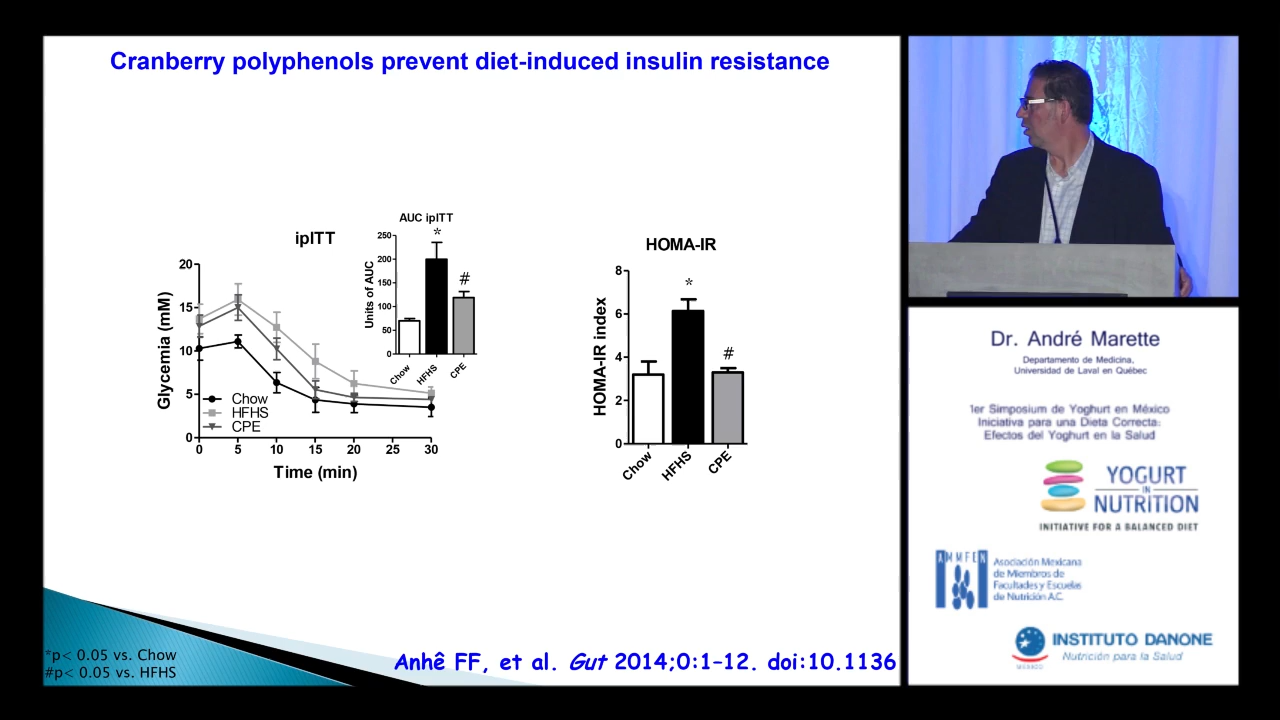 Cranberry polyphenols prevent diet-induced insulin resistance
ipITT
Glycemia (mM)
20
15
10
5
0
Chow
HFHS
CPE
0 5 10 15 20 25 30
Time (min)
AUC ipITT
Units of AUC
250
200
150
100
50
0
*
#
Chow HFHS CPE
HOMA-IR
HOMA-IR index
8
6
4
2
0
*
#
Chow HFHS CPE
*p< 0.05 vs. Chow
#p< 0.05 vs. HFHS
Anhê FF, et al. Gut 2014;0:1–12. doi:10.1136
Dr. André Marette
Departamento de Medicina,
Universidad de Laval en Québec
1er Simposium de Yoghurt en México
Iniciativa para una Dieta Correcta:
Efectos del Yoghurt en la Salud
YOGURT
IN
NUTRITION
INITIATIVE FOR A BALANCED DIET
AMMFEN
Asociación Mexicana
de Miembros de
Facultades y Escuelas
de Nutrición A.C.
INSTITUTO DANONE
Nutrición para la Salud